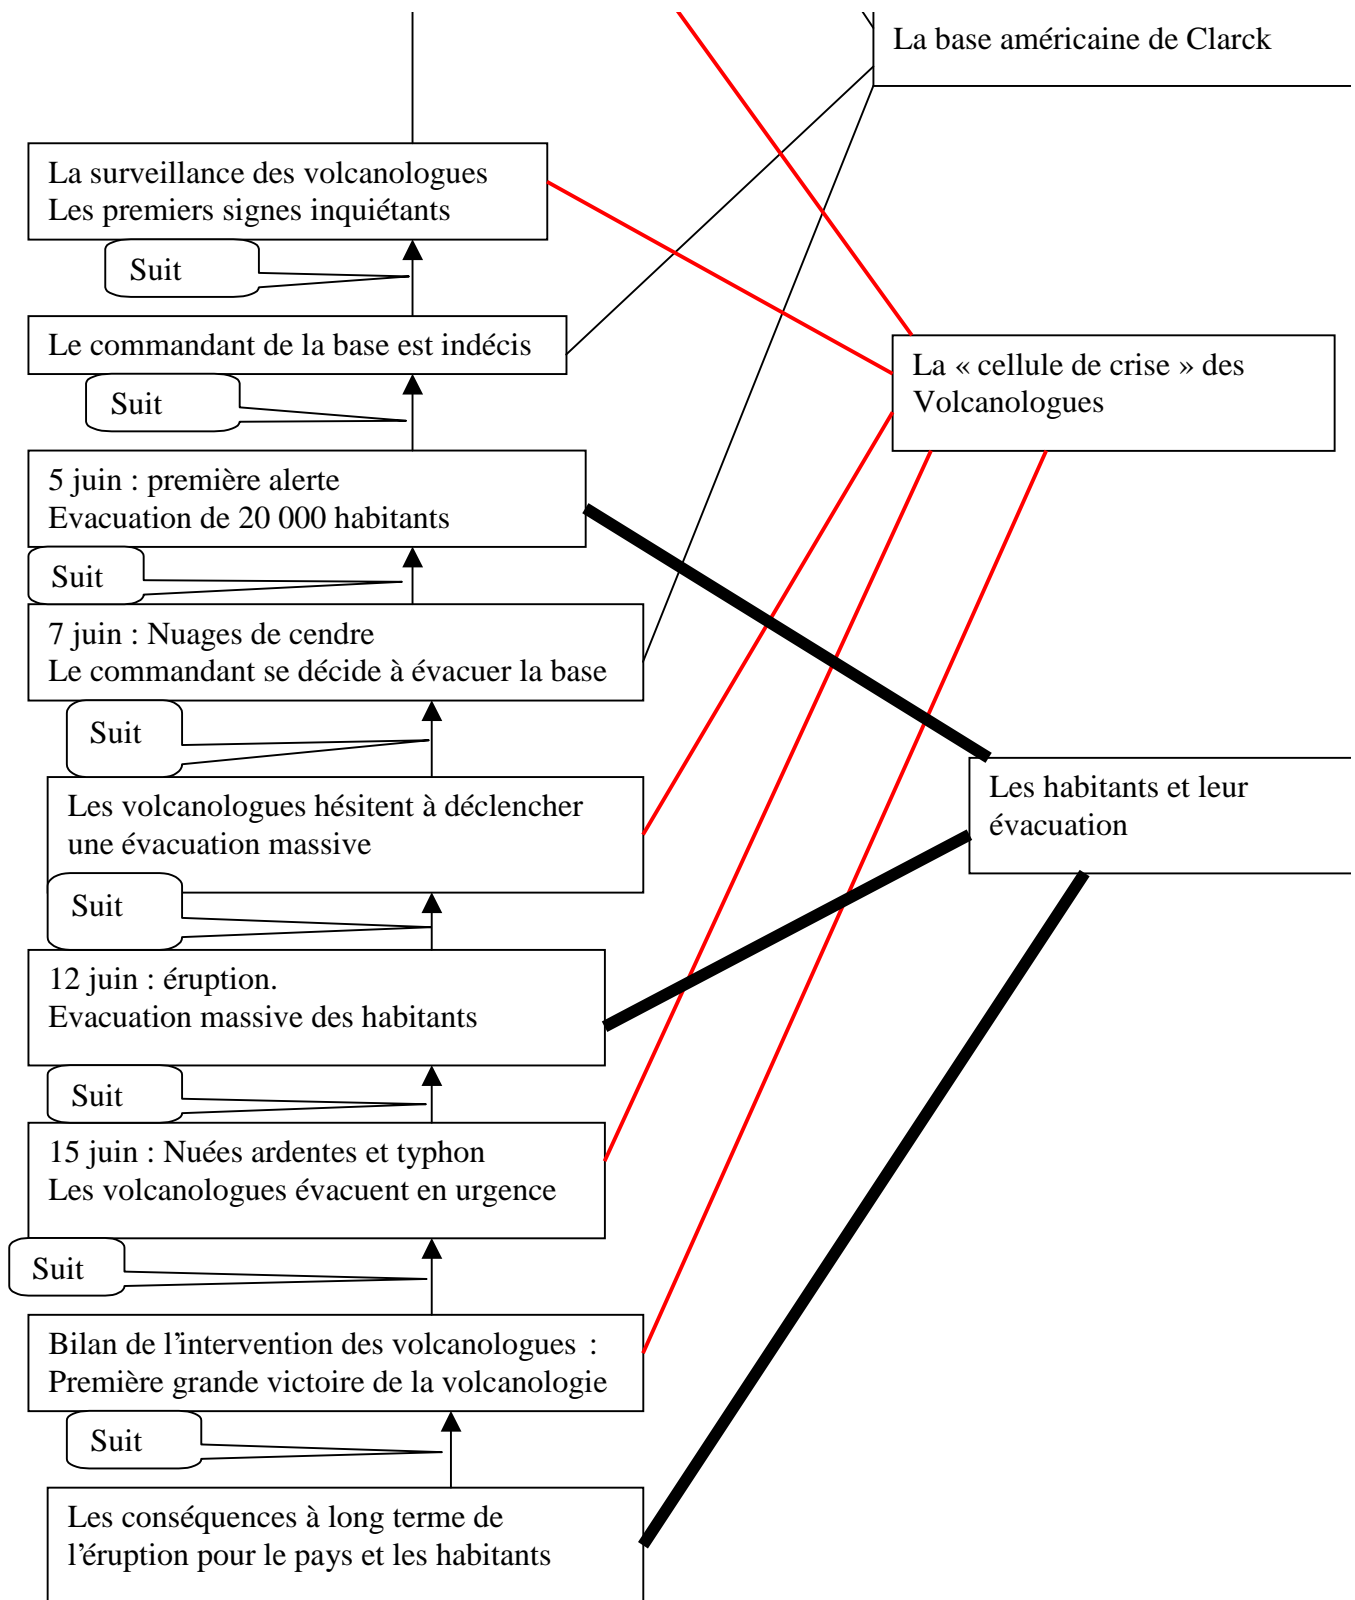 La base américaine de Clarck
La surveillance des volcanologues
Les premiers signes inquiétants
Suit
Le commandant de la base est indécis
La « cellule de crise » des
Volcanologues
Suit
5 juin : première alerte
Evacuation de 20 000 habitants
Suit
7 juin : Nuages de cendre
Le commandant se décide à évacuer la base
Suit
Les volcanologues hésitent à déclencher
une évacuation massive
Les habitants et leur
évacuation
Suit
12 juin : éruption.
Evacuation massive des habitants
Suit
15 juin : Nuées ardentes et typhon
Les volcanologues évacuent en urgence
Suit
Bilan de l'intervention des volcanologues :
Première grande victoire de la volcanologie
Suit
Les conséquences à long terme de
l'éruption pour le pays et les habitants